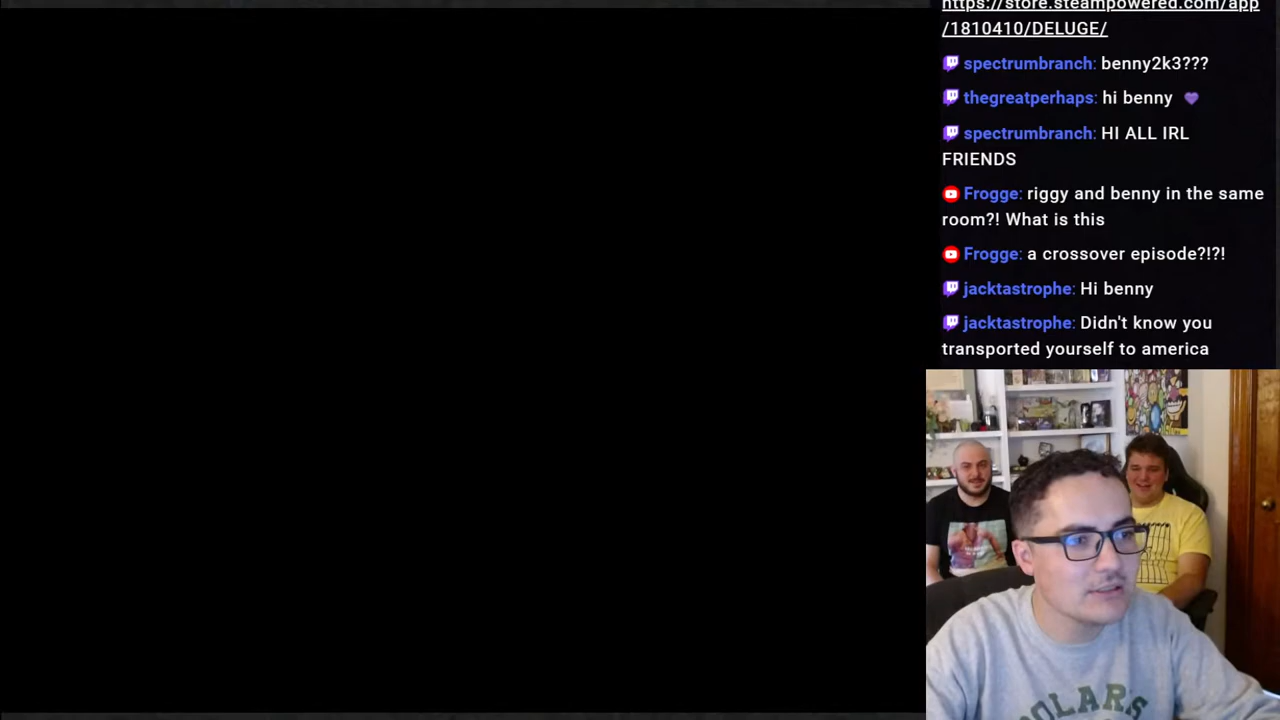 https://store.steampowered.com/app
/1810410/DELUGE/
spectrumbranch: benny2k3???
thegreatperhaps: hi benny
spectrumbranch: HI ALL IRL
FRIENDS
Frogge: riggy and benny in the same
room?! What is this
Frogge: a crossover episode?!?!
jacktastrophe: Hi benny
jacktastrophe: Didn't know you
transported yourself to america